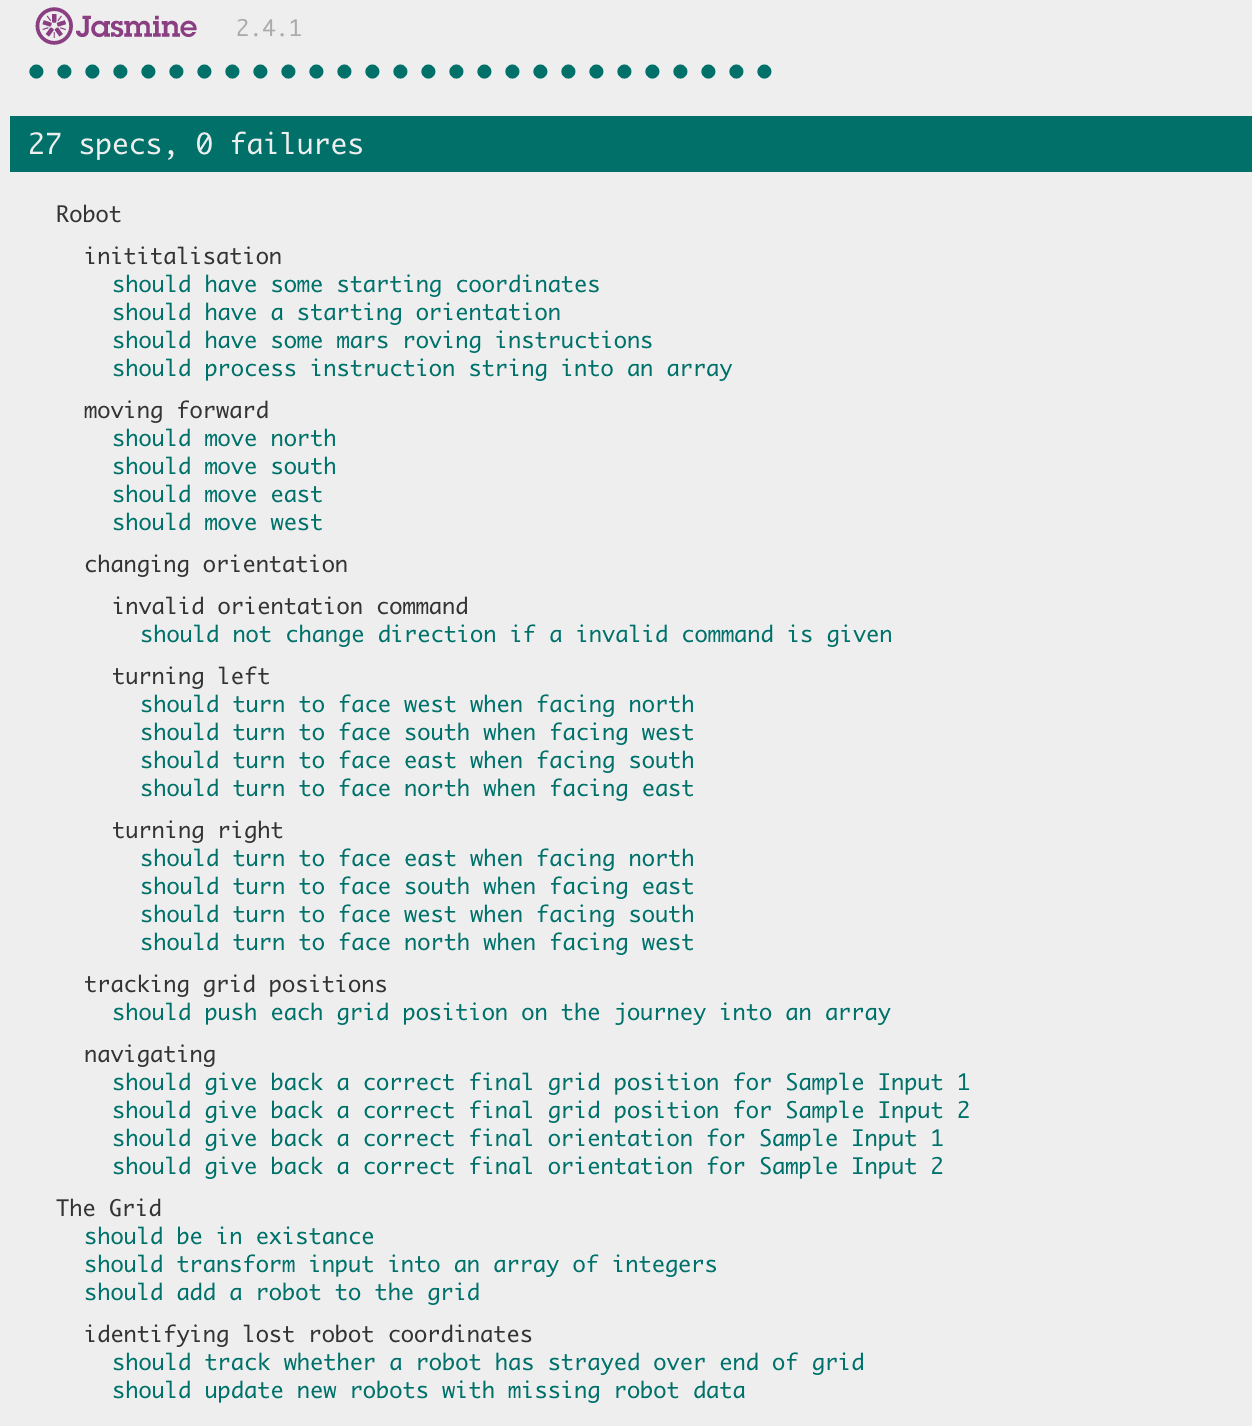 Jasmine 2.4.1
27 specs, 0 failures
Robot
inititalisation
should have some starting coordinates
should have a starting orientation
should have some mars roving instructions
should process instruction string into an array
moving forward
should move north
should move south
should move east
should move west
changing orientation
invalid orientation command
should not change direction if a invalid command is given
turning left
should turn to face west when facing north
should turn to face south when facing west
should turn to face east when facing south
should turn to face north when facing east
turning right
should turn to face east when facing north
should turn to face south when facing east
should turn to face west when facing south
should turn to face north when facing west
tracking grid positions
should push each grid position on the journey into an array
navigating
should give back a correct final grid position for Sample Input 1
should give back a correct final grid position for Sample Input 2
should give back a correct final orientation for Sample Input 1
should give back a correct final orientation for Sample Input 2
The Grid
should be in existance
should transform input into an array of integers
should add a robot to the grid
identifying lost robot coordinates
should track whether a robot has strayed over end of grid
should update new robots with missing robot data